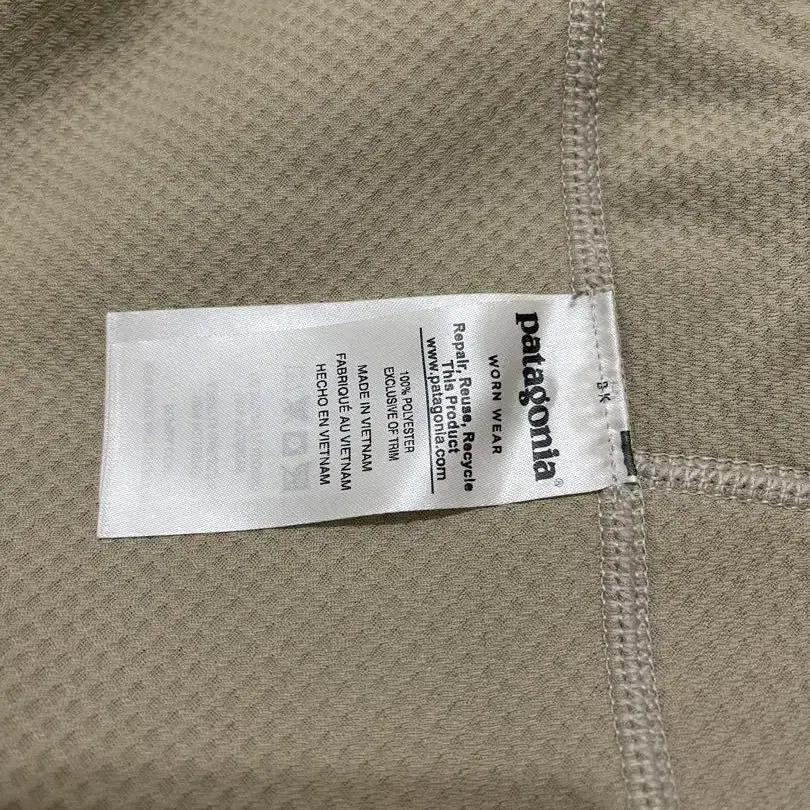 patagonia®
WORN WEAR
Repair, Reuse, Recycle
This Product
www.patagonia.com
100% POLYESTER
EXCLUSIVE OF TRIM
MADE IN VIETNAM
FABRIQUÉ AU VIETNAM
HECHO EN VIETNAM